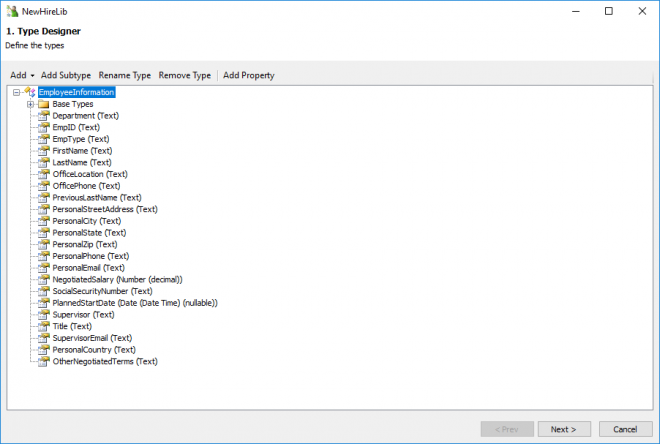 NewHireLib
1. Type Designer
Define the types
Add Add Subtype Rename Type Remove Type Add Property
EmployeeInformation
Base Types
Department (Text)
EmpID (Text)
EmpType (Text)
FirstName (Text)
LastName (Text)
OfficeLocation (Text)
OfficePhone (Text)
PreviousLastName (Text)
PersonalStreetAddress (Text)
PersonalCity (Text)
PersonalState (Text)
PersonalZip (Text)
PersonalPhone (Text)
PersonalEmail (Text)
NegotiatedSalary (Number (decimal))
SocialSecurityNumber (Text)
PlannedStartDate (Date (Date Time) (nullable))
Supervisor (Text)
Title (Text)
SupervisorEmail (Text)
PersonalCountry (Text)
OtherNegotiatedTerms (Text)
< Prev Next > Cancel